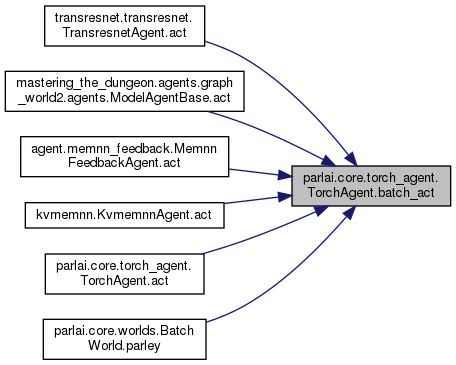 transresnet.transresnet.
TransresnetAgent.act
mastering_the_dungeon.agents.graph
_world2.agents.ModelAgentBase.act
agent.memnn_feedback.Memnn
FeedbackAgent.act
kvmemnn.KvmemnnAgent.act
parlai.core.torch_agent.
TorchAgent.act
parlai.core.worlds.Batch
World.parley
parlai.core.torch_agent.
TorchAgent.batch_act